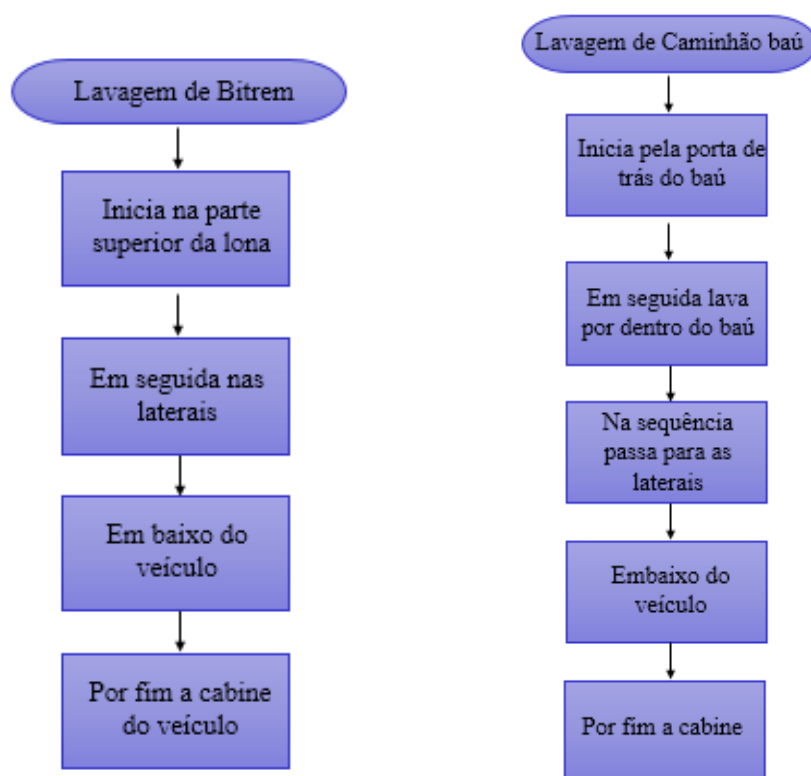 Lavagem de Bitrem
Inicia na parte
superior da lona
Em seguida nas
laterais
Em baixo do
veículo
Por fim a cabine
do veículo
Lavagem de Caminhão baú
Inicia pela porta de
trás do baú
Em seguida lava
por dentro do baú
Na sequência
passa para as
laterais
Embaixo do
veículo
Por fim a cabine